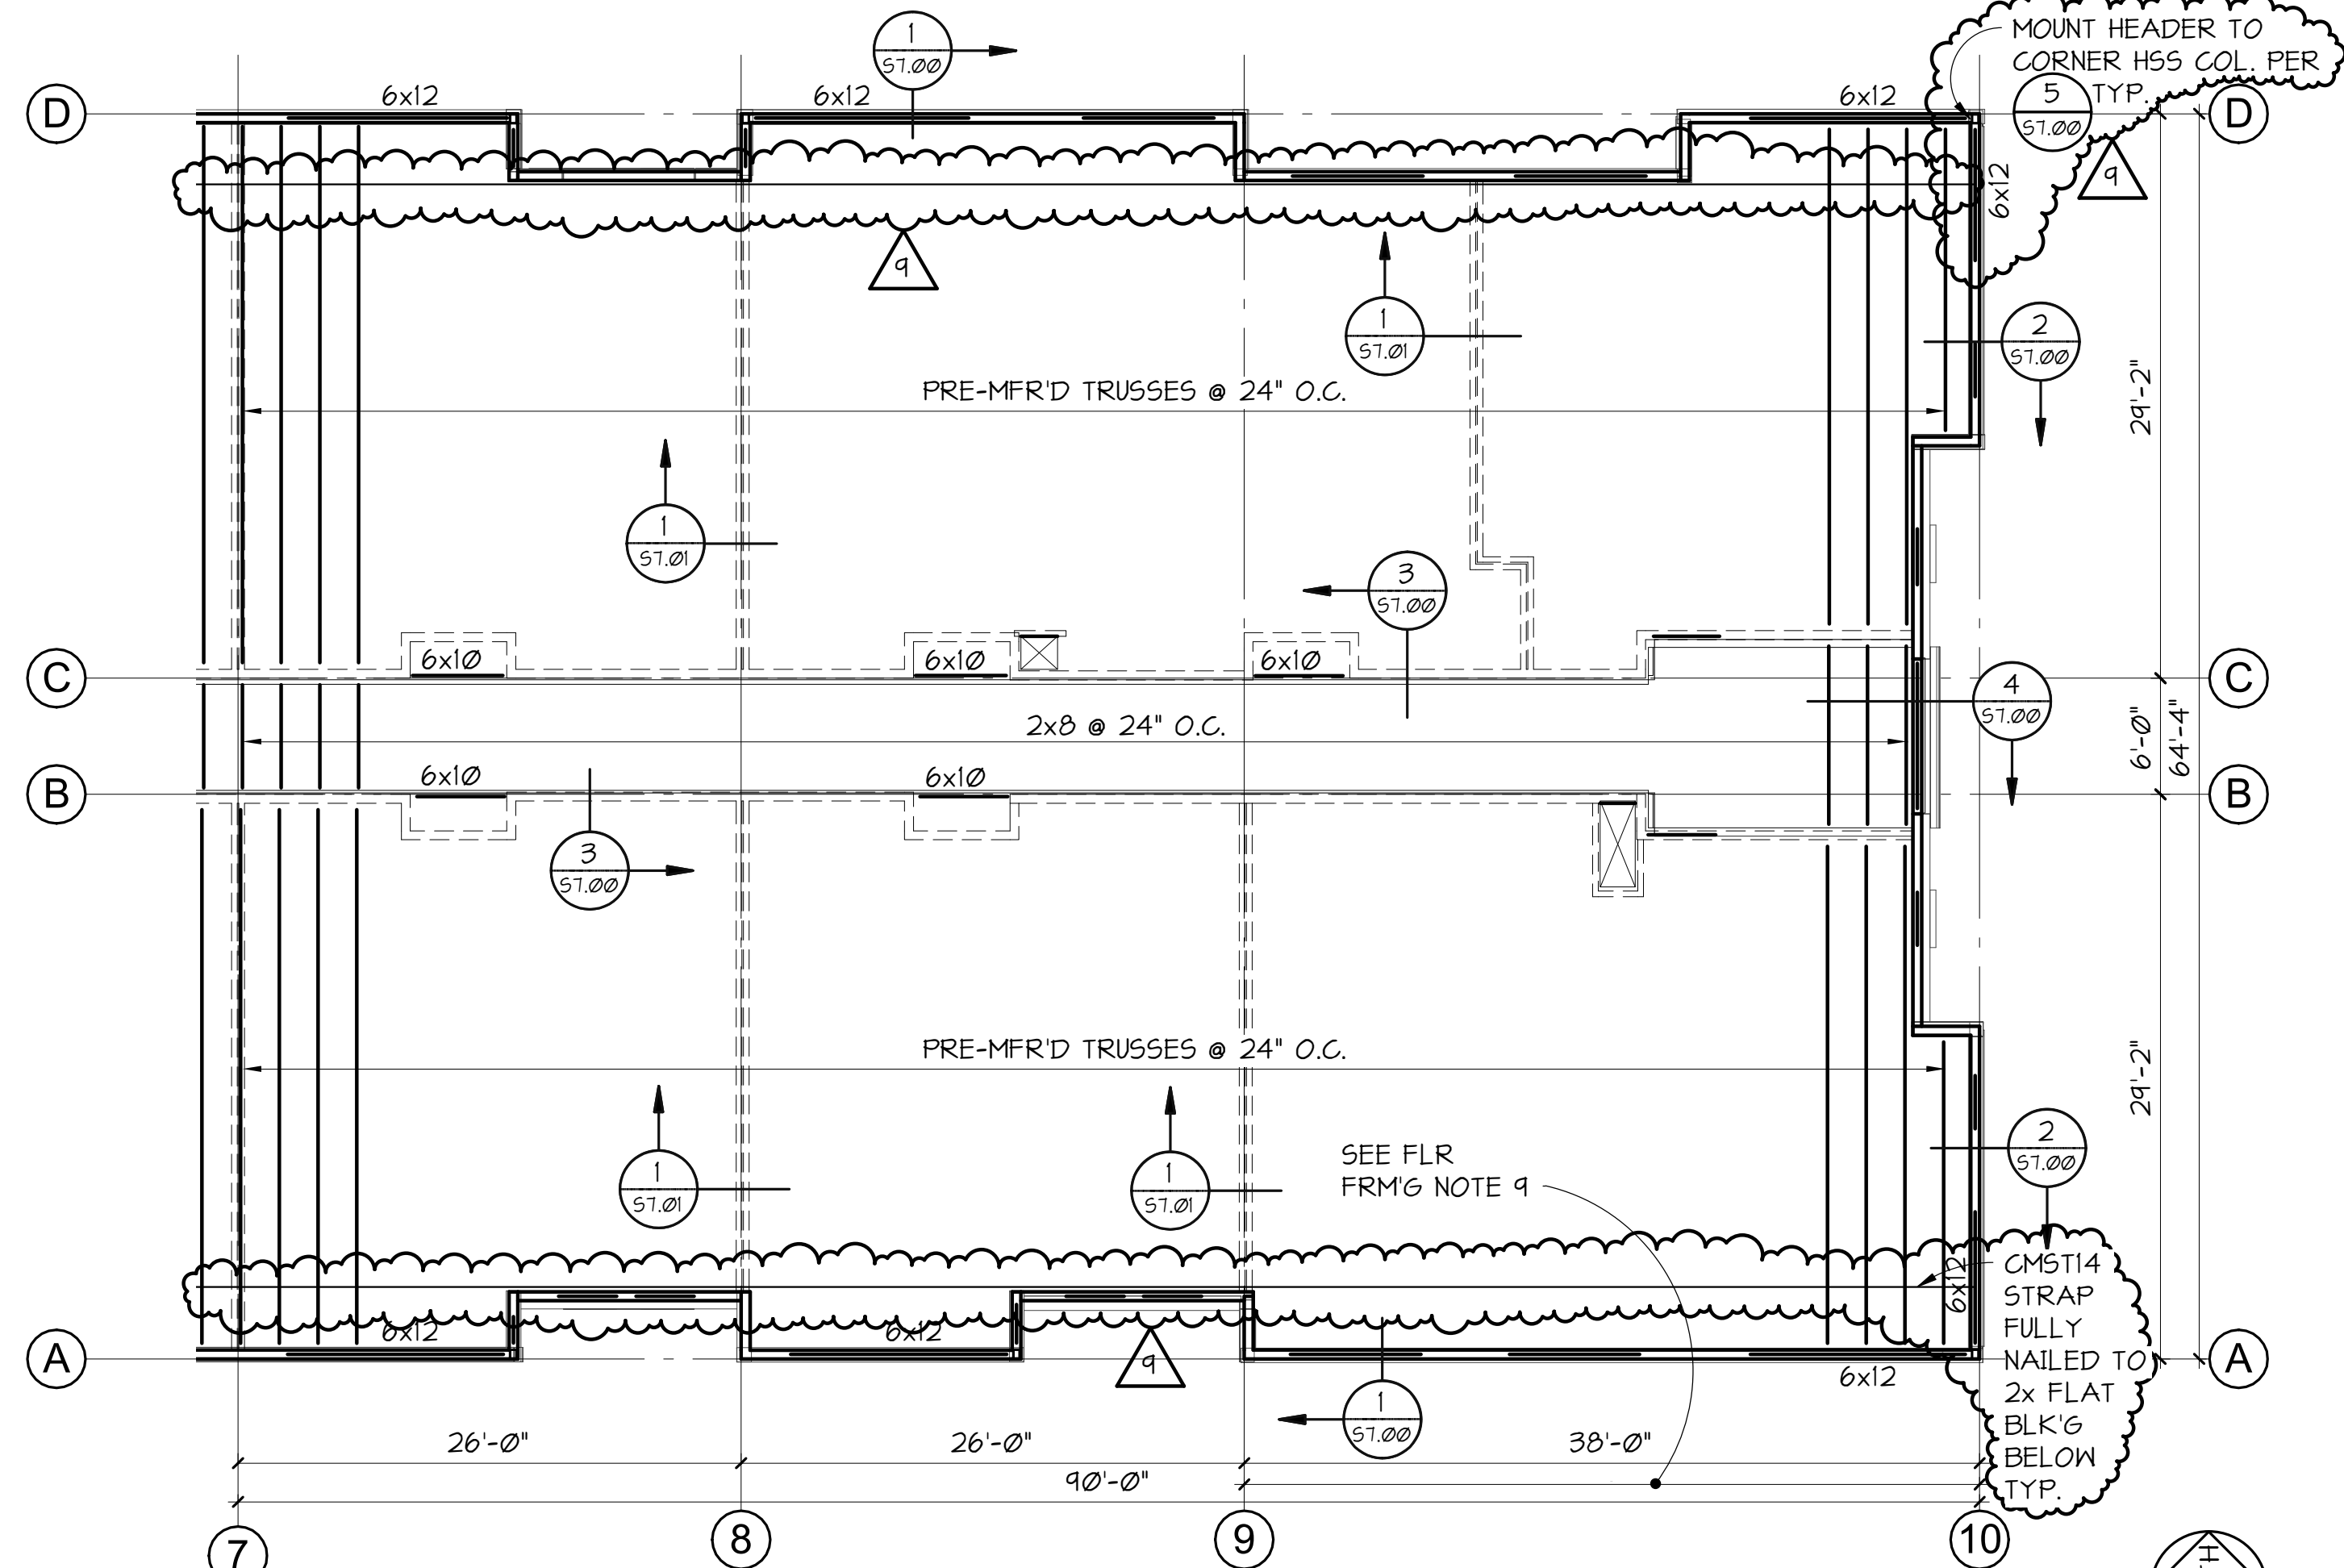 1
S7.00
MOUNT HEADER TO
CORNER HSS COL. PER
5
S7.00
TYP.
D
6x12
6x12
6x12
D
9
6x12
9
1
S7.01
2
S7.00
PRE-MFR'D TRUSSES @ 24" O.C.
29'-2"
1
S7.01
3
S7.00
C
6x10
6x10
6x10
4
S7.00
C
2x8 @ 24" O.C.
6'-0"
64'-4"
B
6x10
6x10
B
3
S7.00
PRE-MFR'D TRUSSES @ 24" O.C.
29'-2"
1
S7.01
1
S7.01
SEE FLR
FRM'G NOTE 9
2
S7.00
6x12
CMST14
STRAP
FULLY
NAILED TO
2x FLAT
BLK'G
BELOW
TYP.
A
6x12
6x12
9
6x12
A
1
S7.00
26'-0"
26'-0"
38'-0"
90'-0"
7
8
9
10